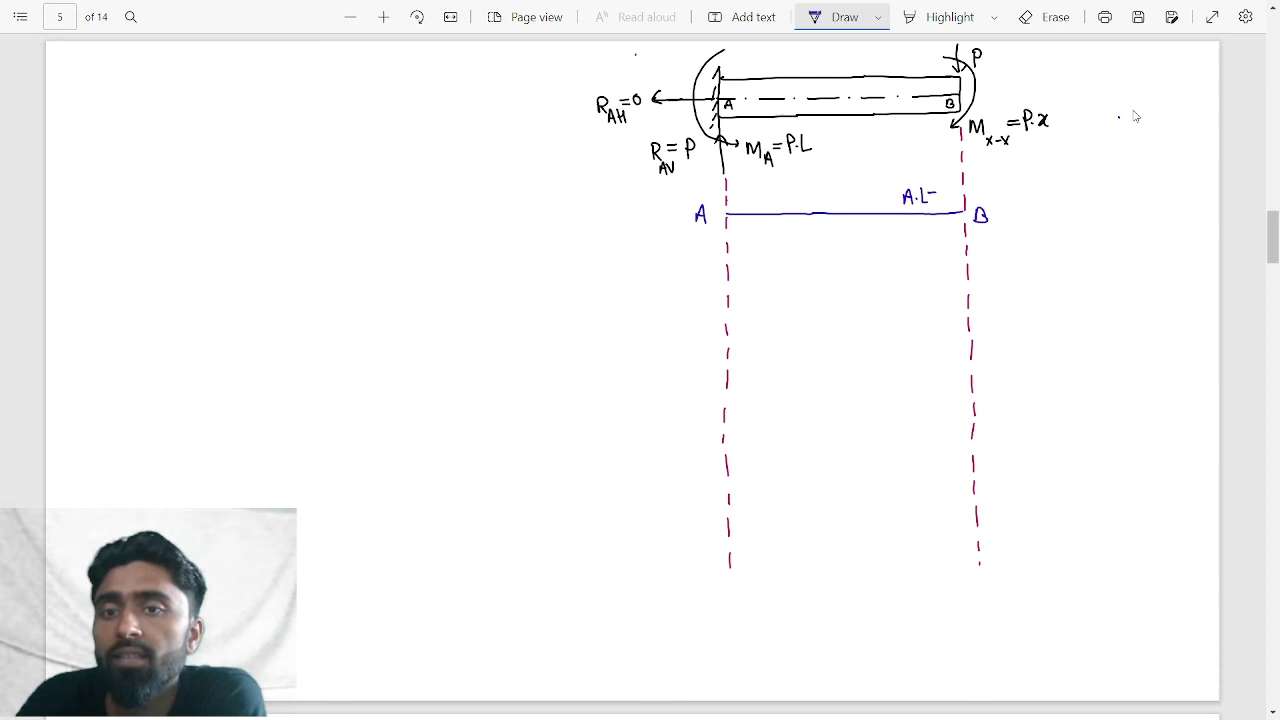 5 of 14 Page view Read aloud Add text Draw Highlight Erase
P
R_AH=0 A B
M_x-x=P.x
R_AV=P M_A=P.L
A.L-
A B